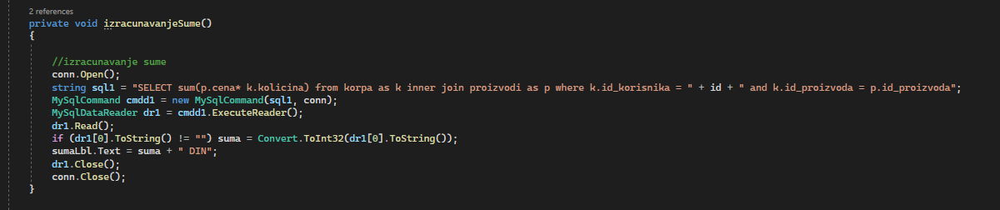 2 references
private void izracunavanjeSume()
{
//izracunavanje sume
conn.Open();
string sql1 = "SELECT sum(p.cena* k.kolicina) from korpa as k inner join proizvodi as p where k.id_korisnika = " + id + " and k.id_proizvoda = p.id_proizvoda";
MySqlCommand cmdd1 = new MySqlCommand(sql1, conn);
MySqlDataReader dr1 = cmdd1.ExecuteReader();
dr1.Read();
if (dr1[0].ToString() != "") suma = Convert.ToInt32(dr1[0].ToString());
sumaLbl.Text = suma + " DIN";
dr1.Close();
conn.Close();
}